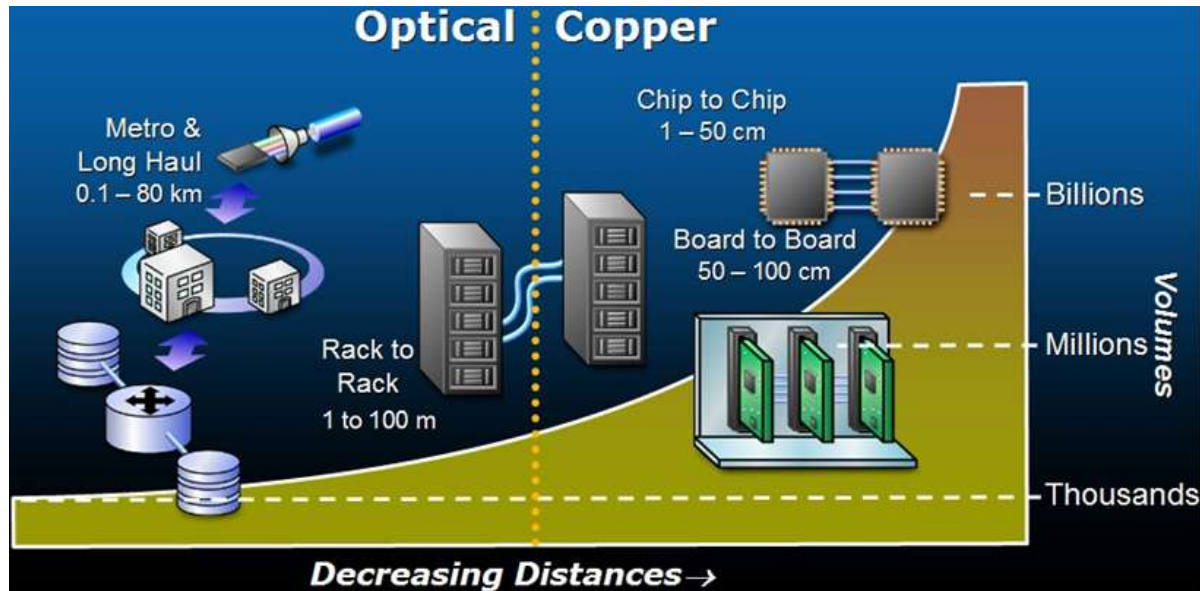 Optical Copper
Metro &
Long Haul
0.1 – 80 km
Rack to
Rack
1 to 100 m
Chip to Chip
1 – 50 cm
Board to Board
50 – 100 cm
Billions
Millions
Thousands
Volumes
Decreasing Distances→